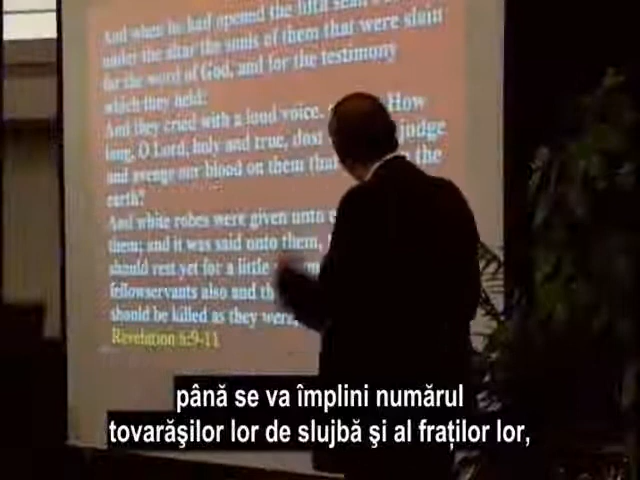 And when he had opened the fifth seal,
under the altar the souls of them that were slain
for the word of God, and for the testimony
which they held:
And they cried with a loud voice, How
long, O Lord, holy and true, dost judge
and avenge our blood on them that the
earth?
And white robes were given unto
them; and it was said unto them,
should rest yet for a little
fellowservants also and
should be killed as they were,
Revelation 6:9-11
până se va împlini numărul
tovarăşilor lor de slujbă şi al fraţilor lor,